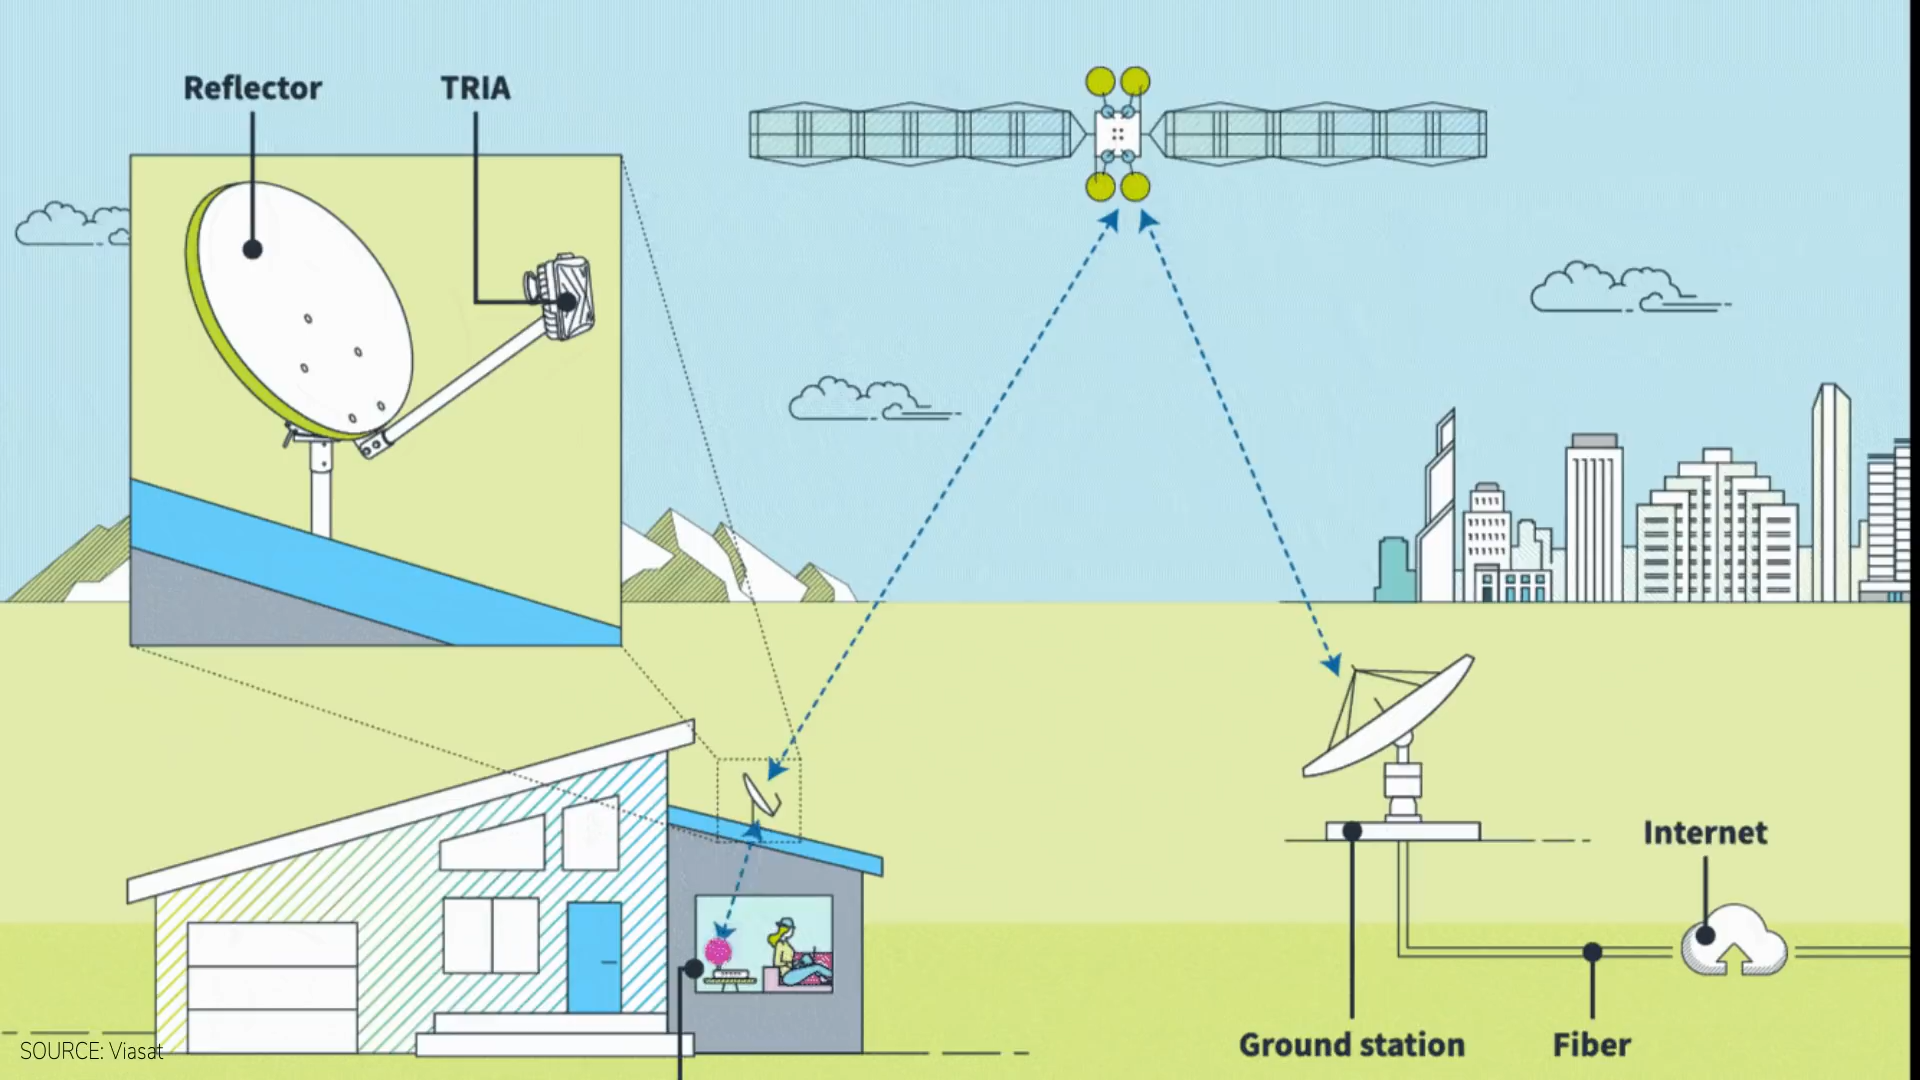 Reflector
TRIA
Internet
Ground station
Fiber
SOURCE: Viasat